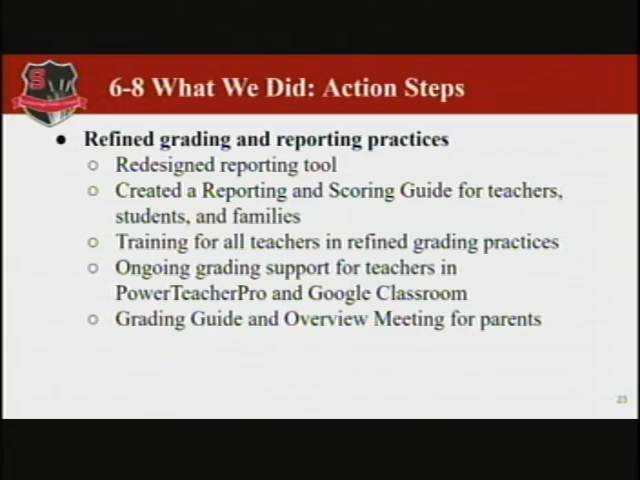 S
6-8 What We Did: Action Steps
● Refined grading and reporting practices
○ Redesigned reporting tool
○ Created a Reporting and Scoring Guide for teachers,
students, and families
○ Training for all teachers in refined grading practices
○ Ongoing grading support for teachers in
PowerTeacherPro and Google Classroom
○ Grading Guide and Overview Meeting for parents
23